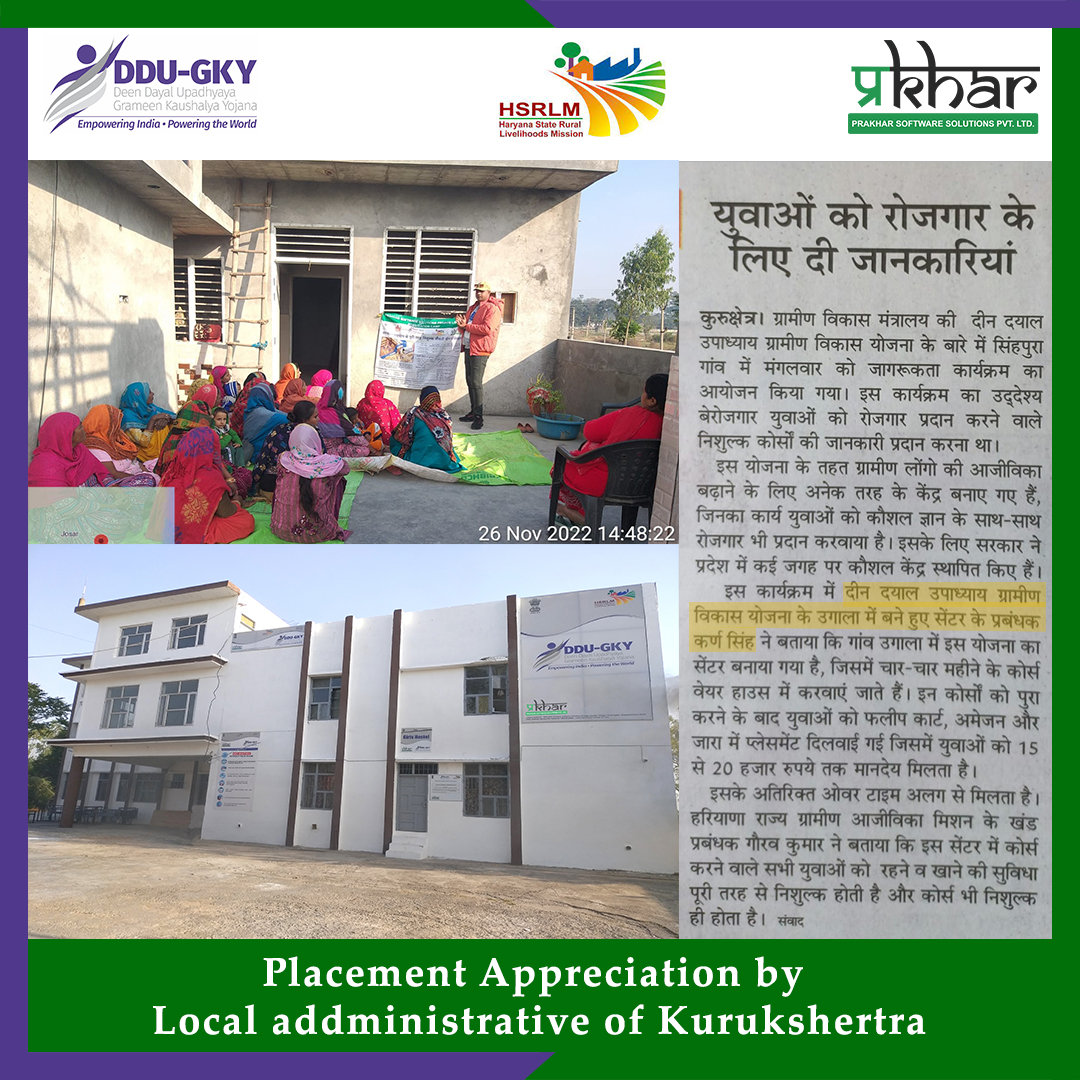 DDU-GKY
Deen Dayal Upadhyaya
Grameen Kaushalya Yojana
Empowering India • Powering the World
HSRLM
Haryana State Rural
Livelihoods Mission
प्रkhar
PRAKHAR SOFTWARE SOLUTIONS PVT. LTD.
26 Nov 2022 14:48:22
Josar
DDU-GKY
Deen Dayal Upadhyaya
Grameen Kaushalya Yojana
Empowering India • Powering the World
HSRLM
प्रkhar
Girls Hostel
युवाओं को रोजगार के
लिए दी जानकारियां
कुरुक्षेत्र। ग्रामीण विकास मंत्रालय की दीन दयाल
उपाध्याय ग्रामीण विकास योजना के बारे में सिंहपुरा
गांव में मंगलवार को जागरूकता कार्यक्रम का
आयोजन किया गया। इस कार्यक्रम का उद्देश्य
बेरोजगार युवाओं को रोजगार प्रदान करने वाले
निशुल्क कोर्सों की जानकारी प्रदान करना था।
इस योजना के तहत ग्रामीण लोंगो की आजीविका
बढ़ाने के लिए अनेक तरह के केंद्र बनाए गए हैं,
जिनका कार्य युवाओं को कौशल ज्ञान के साथ-साथ
रोजगार भी प्रदान करवाया है। इसके लिए सरकार ने
प्रदेश में कई जगह पर कौशल केंद्र स्थापित किए हैं।
इस कार्यक्रम में दीन दयाल उपाध्याय ग्रामीण
विकास योजना के उगाला में बने हुए सेंटर के प्रबंधक
कर्ण सिंह ने बताया कि गांव उगाला में इस योजना का
सेंटर बनाया गया है, जिसमें चार-चार महीने के कोर्स
वेयर हाउस में करवाएं जाते हैं। इन कोर्सों को पुरा
करने के बाद युवाओं को फलीप कार्ट, अमेजन और
जारा में प्लेसमेंट दिलवाई गई जिसमें युवाओं को 15
से 20 हजार रुपये तक मानदेय मिलता है।
इसके अतिरिक्त ओवर टाइम अलग से मिलता है।
हरियाणा राज्य ग्रामीण आजीविका मिशन के खंड
प्रबंधक गौरव कुमार ने बताया कि इस सेंटर में कोर्स
करने वाले सभी युवाओं को रहने व खाने की सुविधा
पूरी तरह से निशुल्क होती है और कोर्स भी निशुल्क
ही होता है। संवाद
Placement Appreciation by
Local addministrative of Kurukshertra